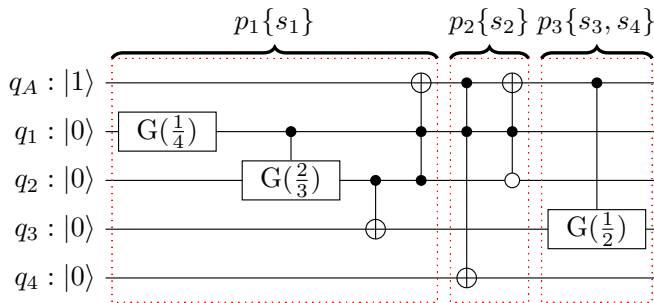 p₁{s₁} p₂{s₂} p₃{s₃, s₄}
q_A : |1⟩
q₁ : |0⟩ G(1/4)
q₂ : |0⟩ G(2/3)
q₃ : |0⟩ G(1/2)
q₄ : |0⟩